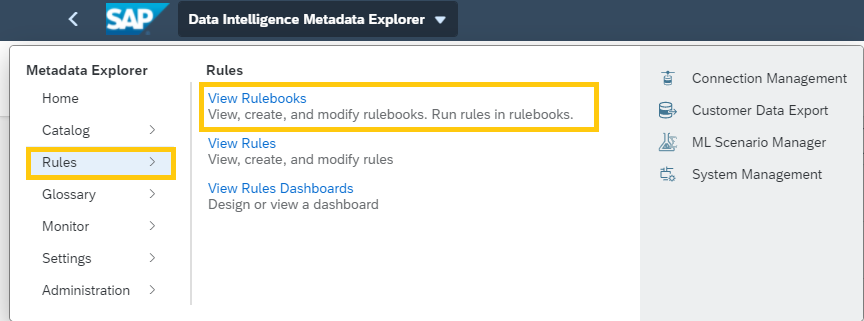 SAP
Data Intelligence Metadata Explorer
Metadata Explorer
Home
Catalog
Rules
Glossary
Monitor
Settings
Administration
Rules
View Rulebooks
View, create, and modify rulebooks. Run rules in rulebooks.
View Rules
View, create, and modify rules
View Rules Dashboards
Design or view a dashboard
Connection Management
Customer Data Export
ML Scenario Manager
System Management